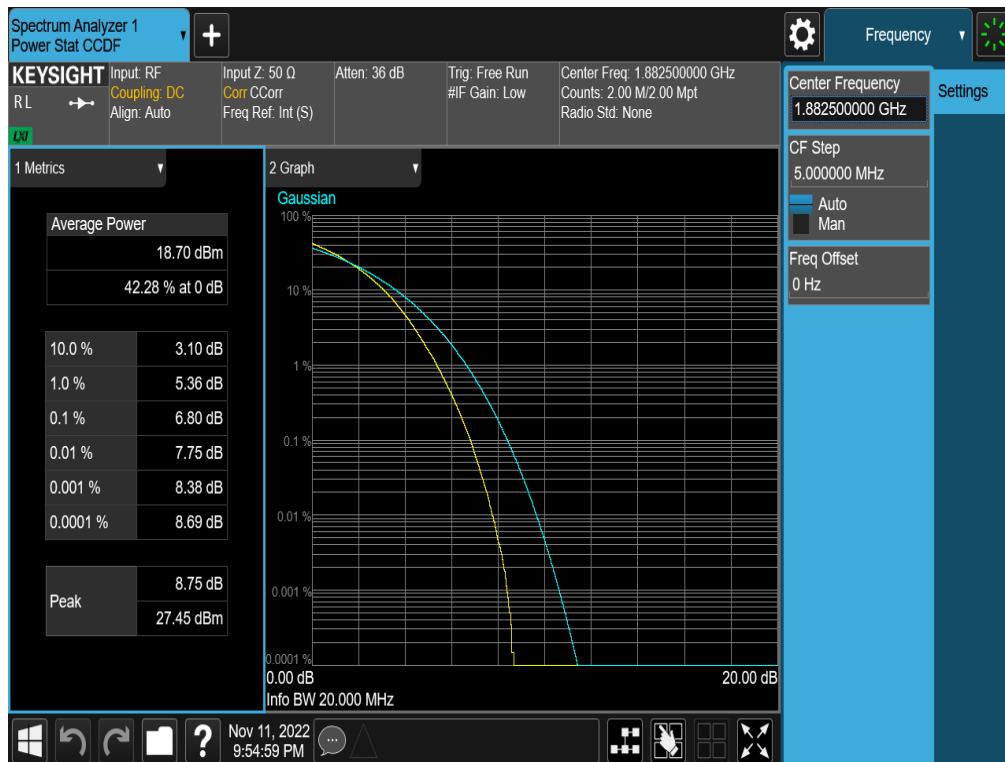 Spectrum Analyzer 1
Power Stat CCDF
+
Frequency
KEYSIGHT
RL
LXI
Input: RF
Coupling: DC
Align: Auto
Input Z: 50 Ω
Corr CCorr
Freq Ref: Int (S)
Atten: 36 dB
Trig: Free Run
#IF Gain: Low
Center Freq: 1.882500000 GHz
Counts: 2.00 M/2.00 Mpt
Radio Std: None
Center Frequency
1.882500000 GHz
Settings
CF Step
5.000000 MHz
Auto
Man
Freq Offset
0 Hz
1 Metrics
Average Power
18.70 dBm
42.28 % at 0 dB
10.0 % 3.10 dB
1.0 % 5.36 dB
0.1 % 6.80 dB
0.01 % 7.75 dB
0.001 % 8.38 dB
0.0001 % 8.69 dB
Peak
8.75 dB
27.45 dBm
2 Graph
Gaussian
100 %
10 %
1 %
0.1 %
0.01 %
0.001 %
0.0001 %
0.00 dB 20.00 dB
Info BW 20.000 MHz
?
Nov 11, 2022
9:54:59 PM